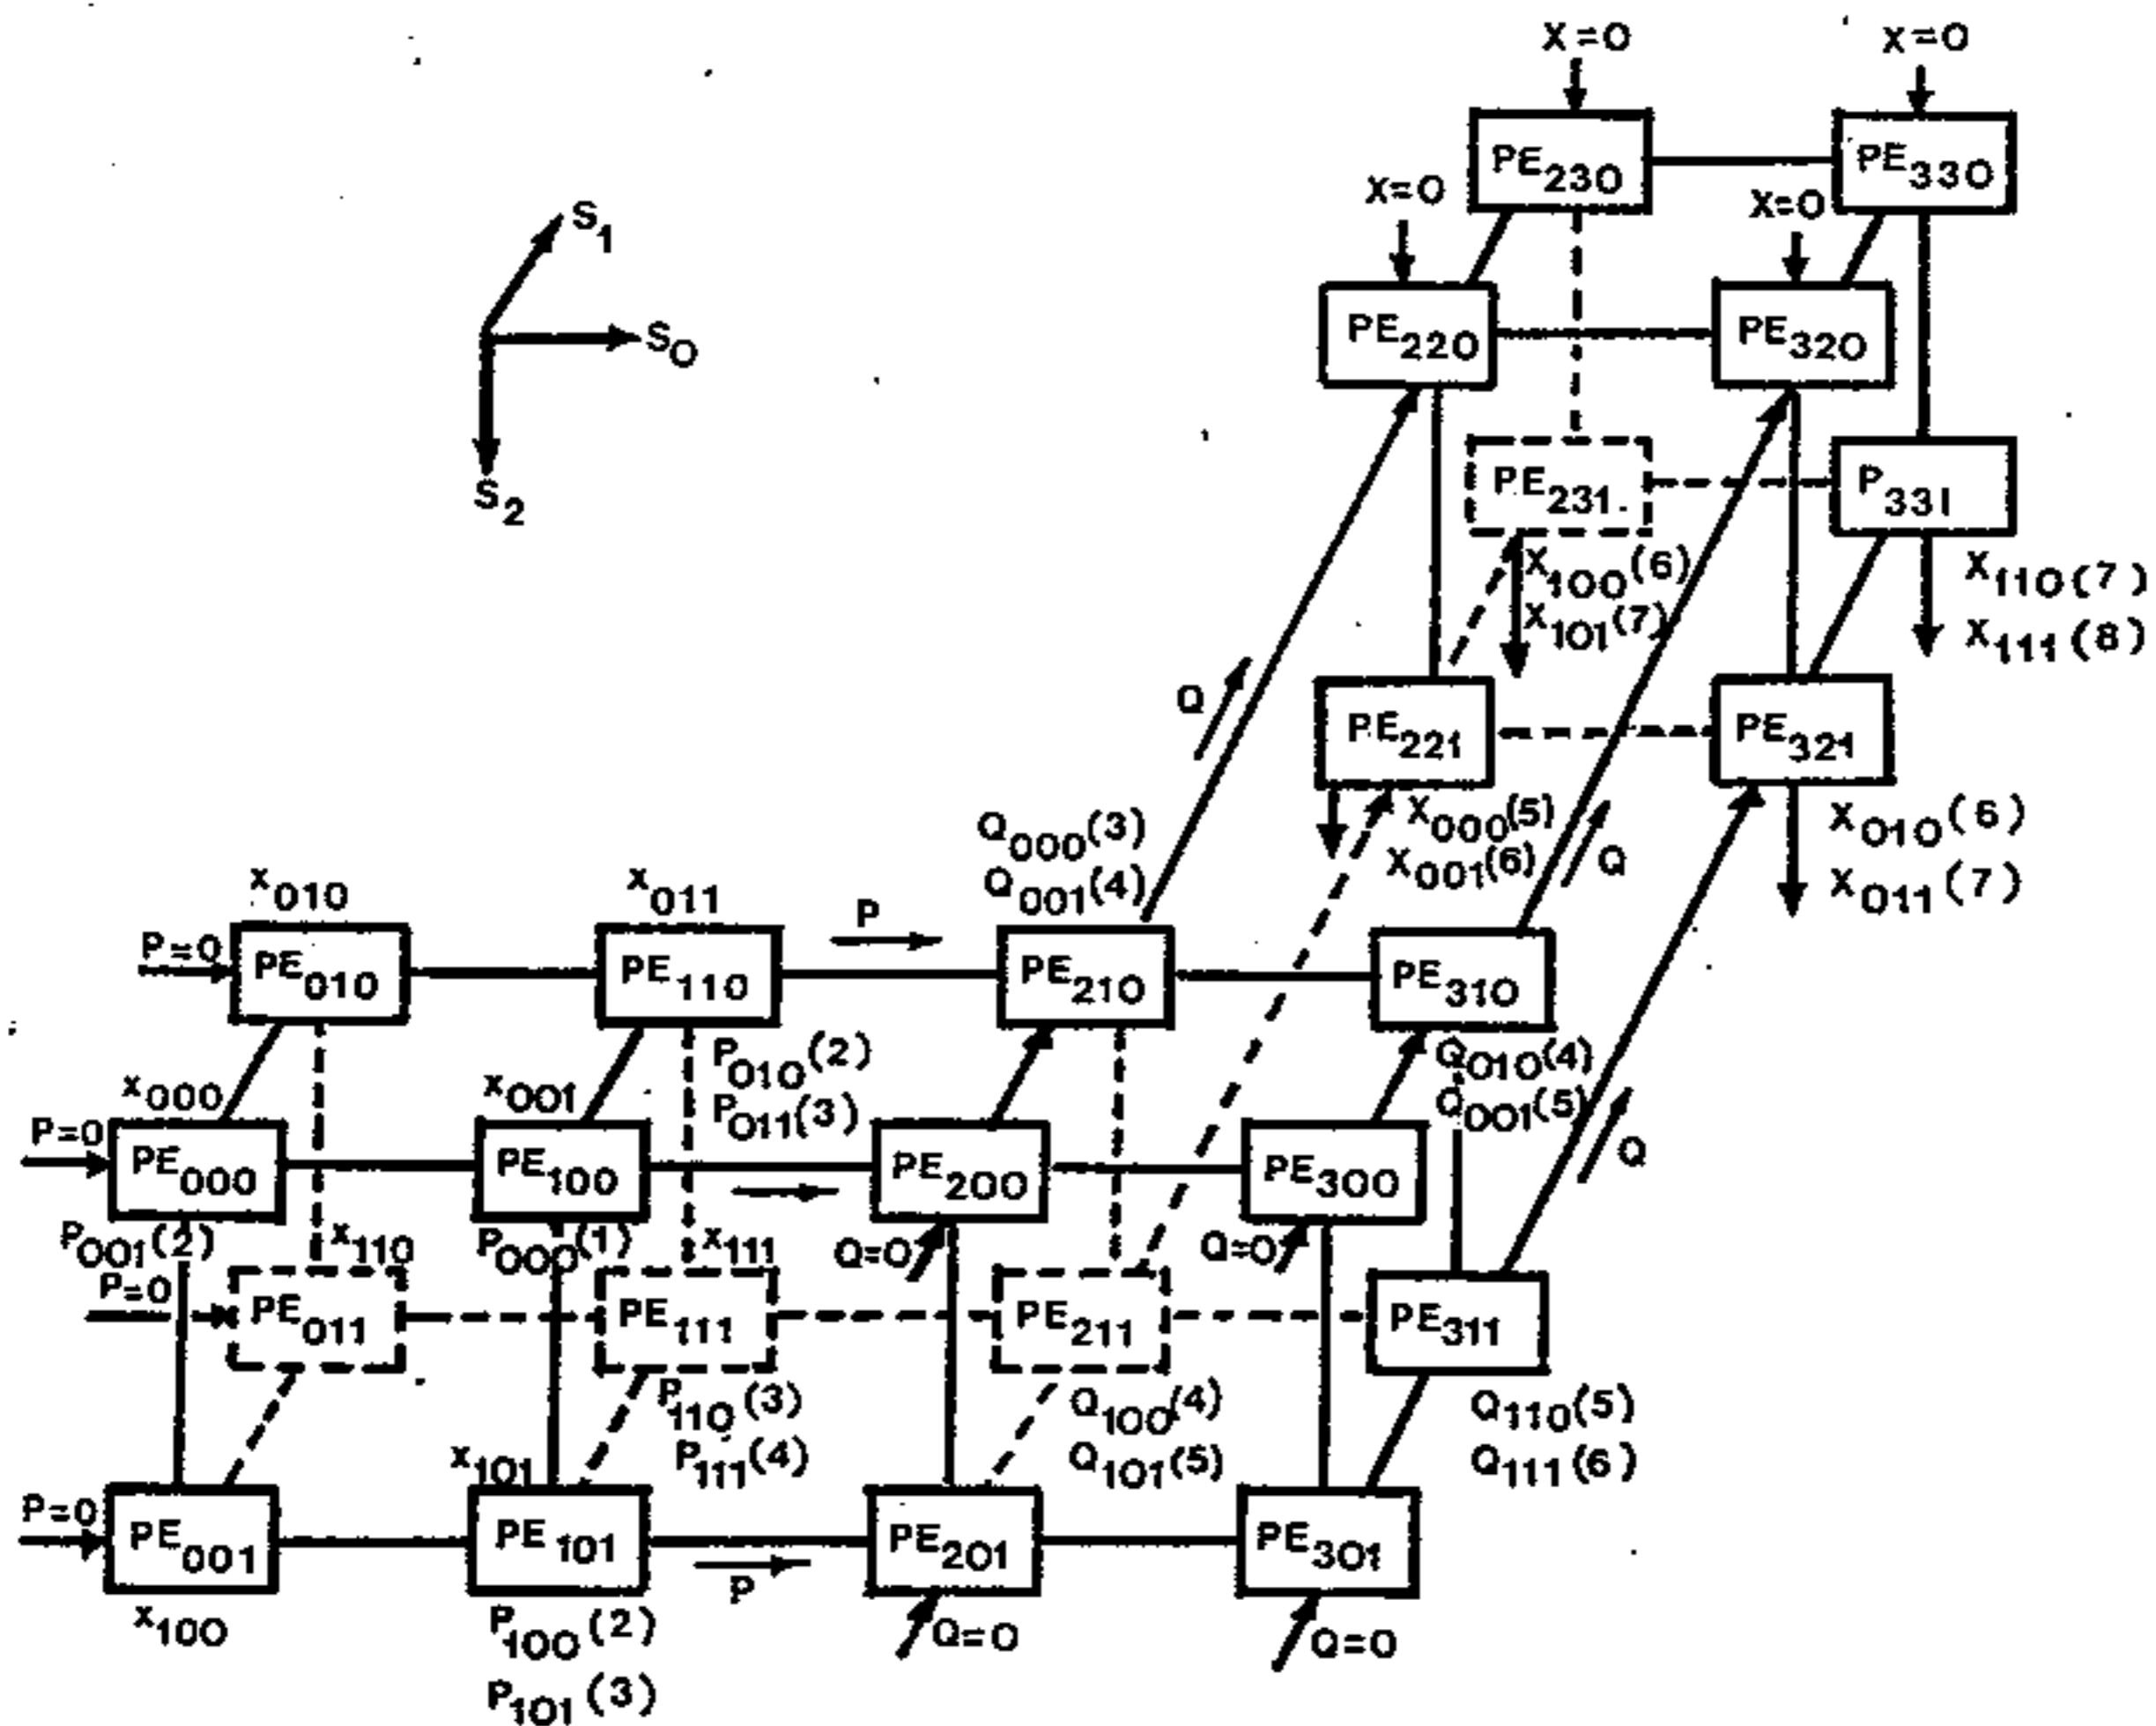 X=0 X=0
PE230 PE330
X=0 X=0
S1
S0
S2
PE220 PE320
PE231 P331
X100(6)
X101(7)
X110(7)
X111(8)
Q
PE221 PE321
X000(5)
X001(6)
Q
X010(6)
X011(7)
Q000(3)
Q001(4)
x010 x011 P
P=0 PE010 PE110 PE210 PE310
P010(2)
P011(3)
Q010(4)
Q001(5)
x000 x001
P=0 PE000 PE100 PE200 PE300
Q
P001(2) x110 P000(1) x111 Q=0 Q=0
P=0 PE011 PE111 PE211 PE311
P110(3)
P111(4)
Q100(4)
Q101(5)
Q110(5)
Q111(6)
x101
P=0 PE001 PE101 PE201 PE301
P
x100
P100(2)
P101(3)
Q=0 Q=0